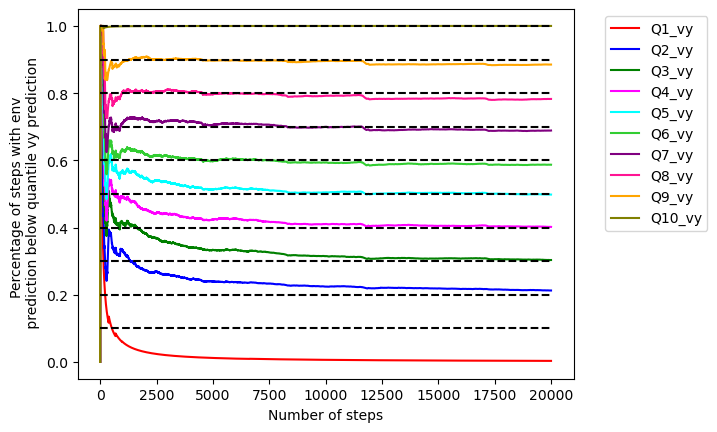 Percentage of steps with env
prediction below quantile vy prediction
1.0
0.8
0.6
0.4
0.2
0.0
0
2500
5000
7500
10000
12500
15000
17500
20000
Number of steps
Q1_vy
Q2_vy
Q3_vy
Q4_vy
Q5_vy
Q6_vy
Q7_vy
Q8_vy
Q9_vy
Q10_vy